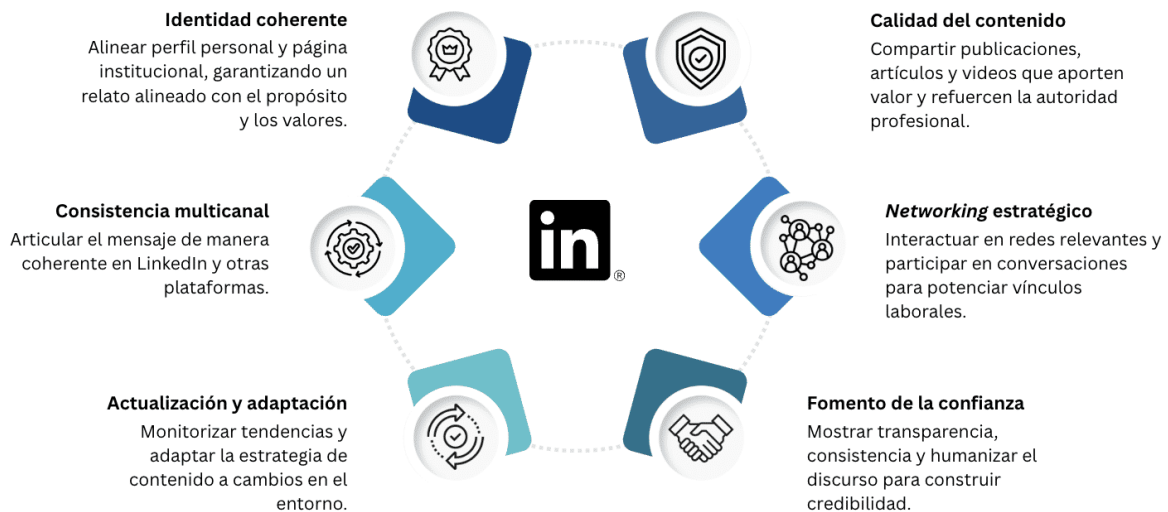 Identidad coherente
Alinear perfil personal y página
institucional, garantizando un
relato alineado con el propósito
y los valores.
Calidad del contenido
Compartir publicaciones,
artículos y videos que aporten
valor y refuercen la autoridad
profesional.
Consistencia multicanal
Articular el mensaje de manera
coherente en LinkedIn y otras
plataformas.
in®
Networking estratégico
Interactuar en redes relevantes y
participar en conversaciones
para potenciar vínculos
laborales.
Actualización y adaptación
Monitorizar tendencias y
adaptar la estrategia de
contenido a cambios en el
entorno.
Fomento de la confianza
Mostrar transparencia,
consistencia y humanizar el
discurso para construir
credibilidad.